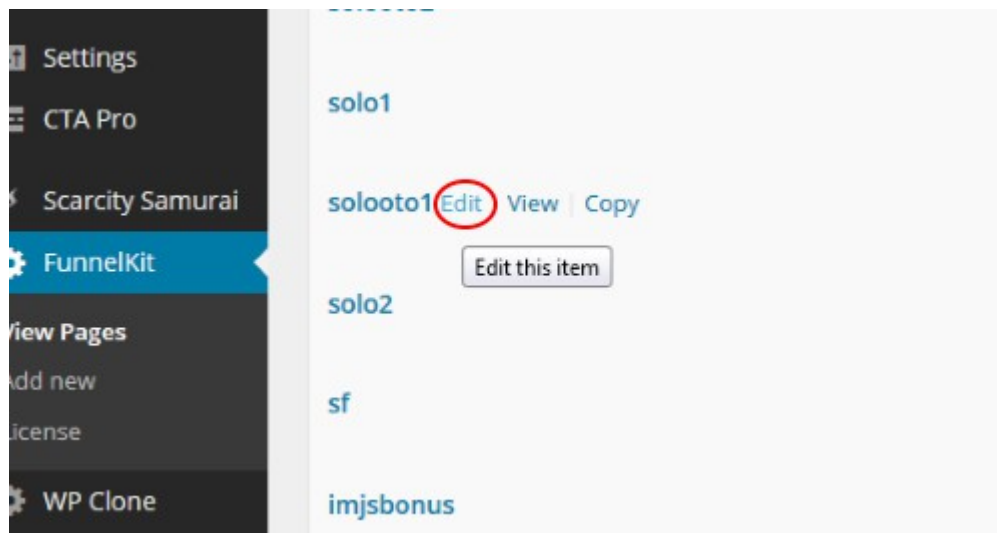 Settings
CTA Pro
Scarcity Samurai
FunnelKit
View Pages
Add new
License
WP Clone
solo1
solooto1 Edit View Copy
Edit this item
solo2
sf
imjsbonus